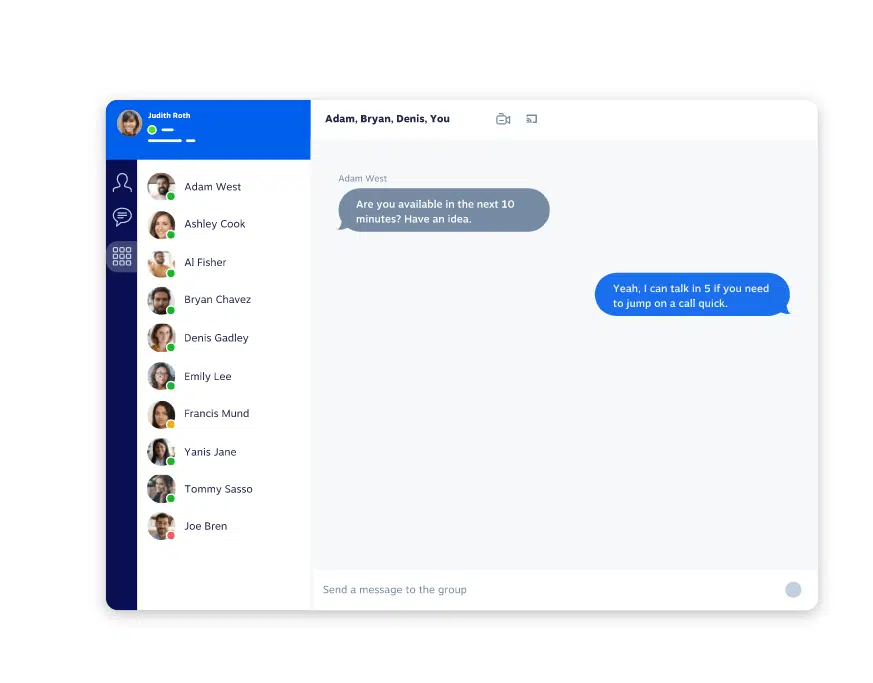 Judith Roth
Adam, Bryan, Denis, You
Adam West
Ashley Cook
Al Fisher
Bryan Chavez
Denis Gadley
Emily Lee
Francis Mund
Yanis Jane
Tommy Sasso
Joe Bren
Adam West
Are you available in the next 10
minutes? Have an idea.
Yeah, I can talk in 5 if you need
to jump on a call quick.
Send a message to the group